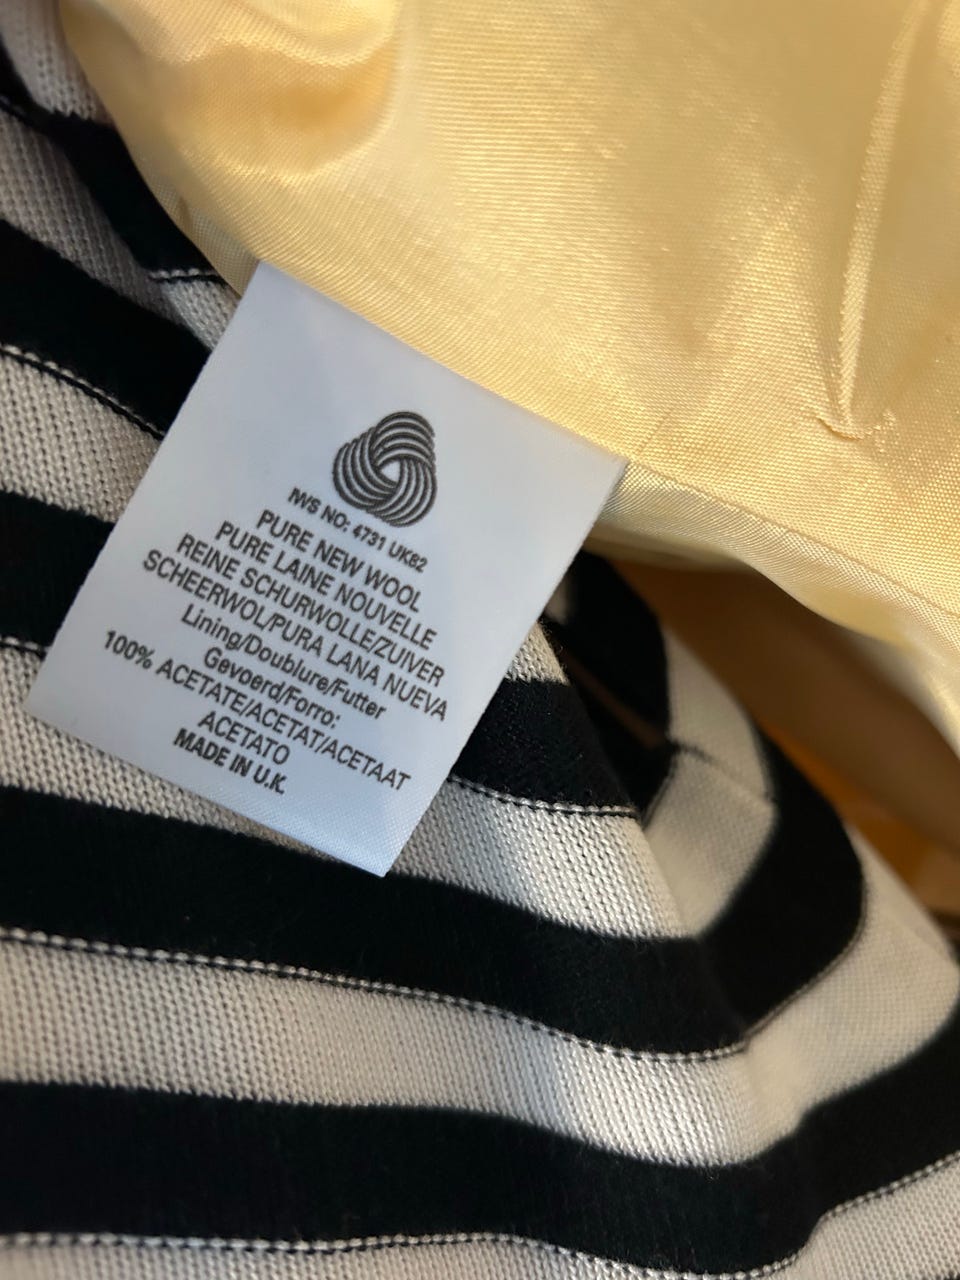 IWS NO: 4731 UK82
PURE NEW WOOL
PURE LAINE NOUVELLE
REINE SCHURWOLLE/ZUIVER
SCHEERWOL/PURA LANA NUEVA
Lining/Doublure/Futter
Gevoerd/Forro:
100% ACETATE/ACETAT/ACETAAT
ACETATO
MADE IN U.K.